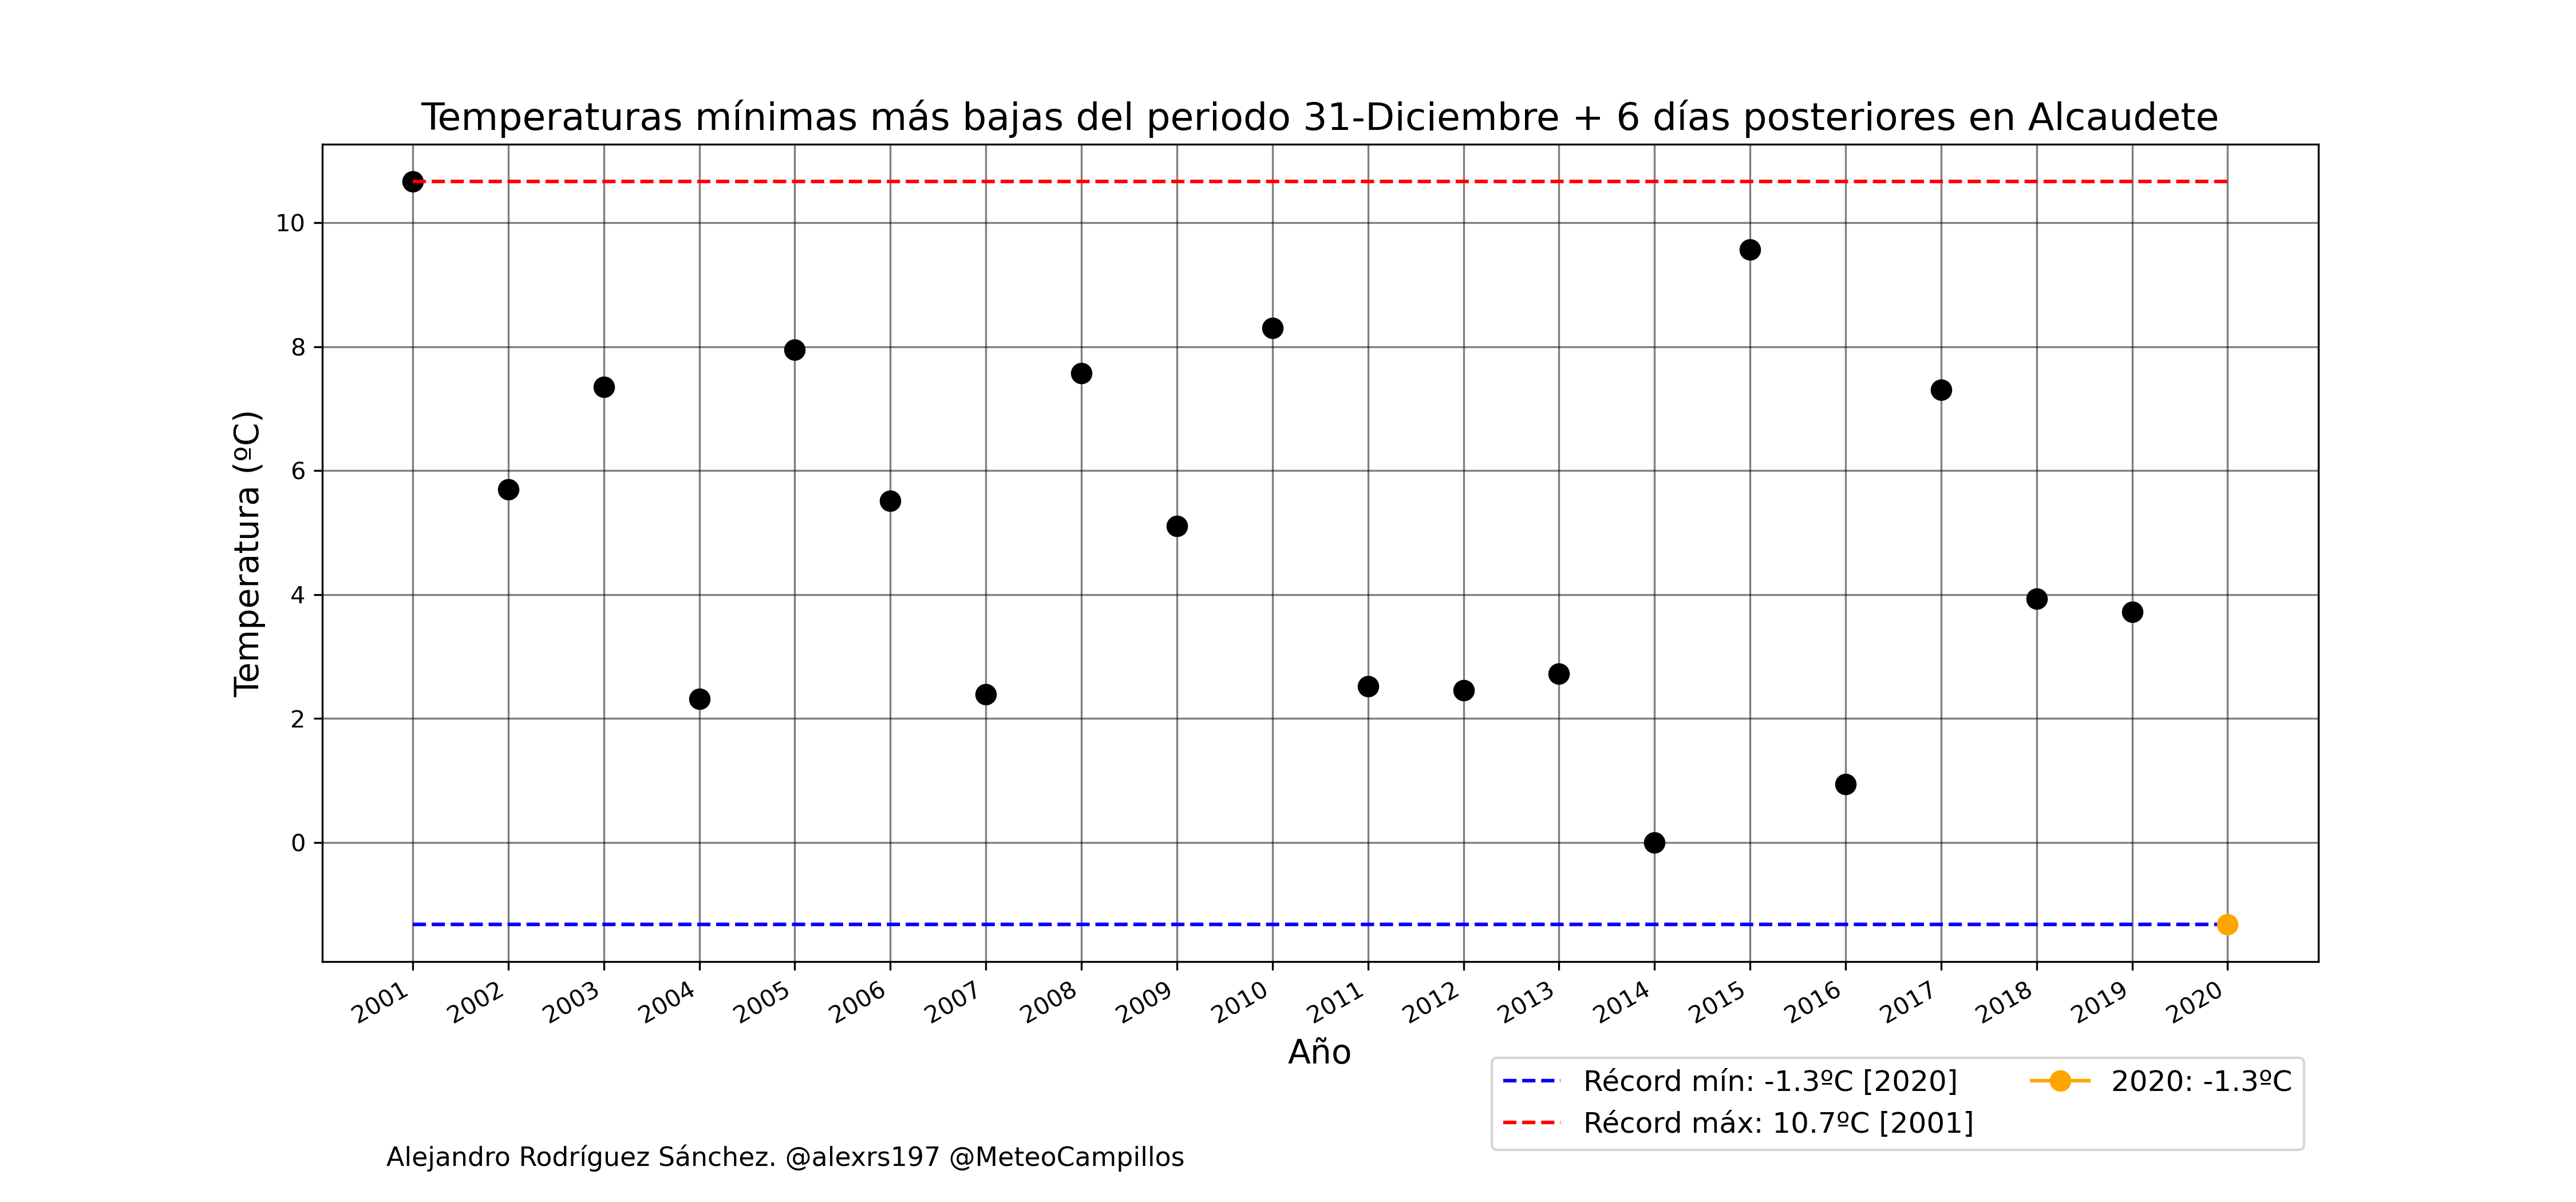 Temperaturas mínimas más bajas del periodo 31-Diciembre + 6 días posteriores en Alcaudete
Temperatura (ºC)
10
8
6
4
2
0
2001 2002 2003 2004 2005 2006 2007 2008 2009 2010 2011 2012 2013 2014 2015 2016 2017 2018 2019 2020
Año
Récord mín: -1.3ºC [2020]
Récord máx: 10.7ºC [2001]
2020: -1.3ºC
Alejandro Rodríguez Sánchez. @alexrs197 @MeteoCampillos